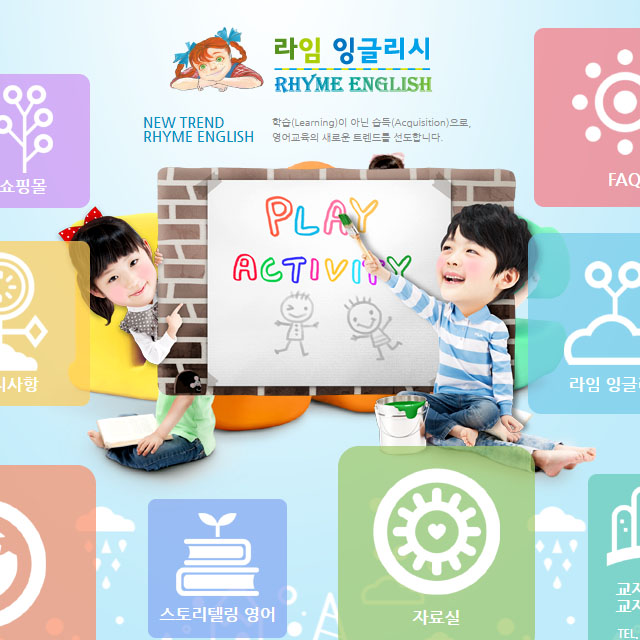 라임 잉글리시
RHYME ENGLISH
NEW TREND
RHYME ENGLISH
학습(Learning)이 아닌 습득(Acquisition)으로,
영어교육의 새로운 트렌드를 선도합니다.
쇼핑몰
FAQ
PLAY
ACTIVITY
사항
라임 잉글
스토리텔링 영어
자료실
교
교
TEL